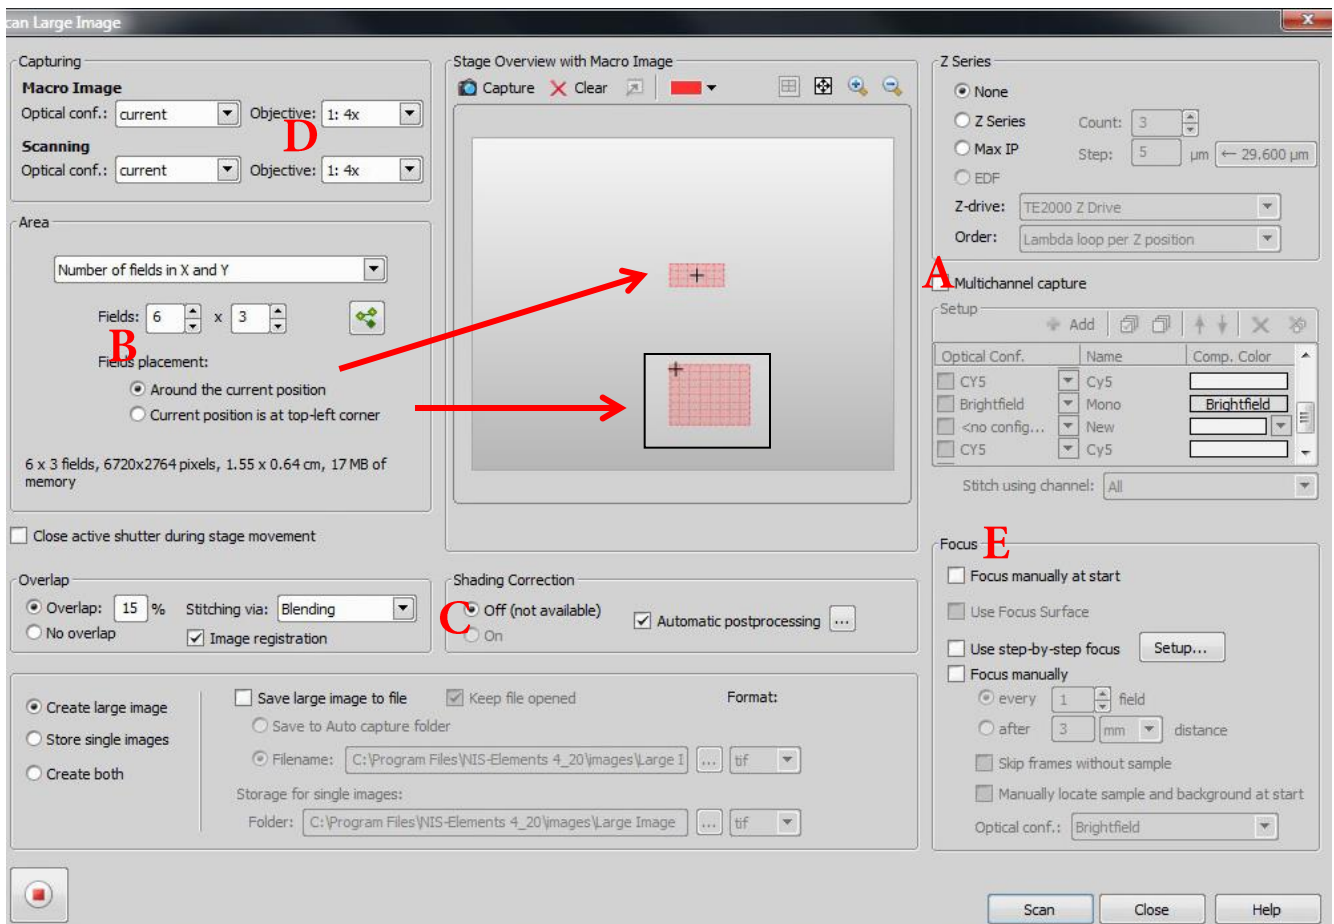 can Large Image
Capturing
Macro Image
Optical conf.: current Objective: 1: 4x
D
Scanning
Optical conf.: current Objective: 1: 4x
Area
Number of fields in X and Y
Fields: 6 x 3
B
Fields placement:
Around the current position
Current position is at top-left corner
6 x 3 fields, 6720x2764 pixels, 1.55 x 0.64 cm, 17 MB of
memory
Close active shutter during stage movement
Overlap
Overlap: 15 % Stitching via: Blending
No overlap Image registration
Stage Overview with Macro Image
Capture Clear
Shading Correction
C
Off (not available)
On
Automatic postprocessing ...
Z Series
None
Z Series Count: 3
Max IP Step: 5 µm ← 29.600 µm
EDF
Z-drive: TE2000 Z Drive
Order: Lambda loop per Z position
A
Multichannel capture
Setup
Add
Optical Conf. Name Comp. Color
CY5 Cy5
Brightfield Mono Brightfield
<no config... New
CY5 Cy5
Stitch using channel: All
E
Focus
Focus manually at start
Use Focus Surface
Use step-by-step focus Setup...
Focus manually
every 1 field
after 3 mm distance
Skip frames without sample
Manually locate sample and background at start
Optical conf.: Brightfield
Create large image
Store single images
Create both
Save large image to file Keep file opened Format:
Save to Auto capture folder
Filename: C:\Program Files\NIS-Elements 4_20\images\Large I ... tif
Storage for single images:
Folder: C:\Program Files\NIS-Elements 4_20\images\Large Image ... tif
Scan Close Help